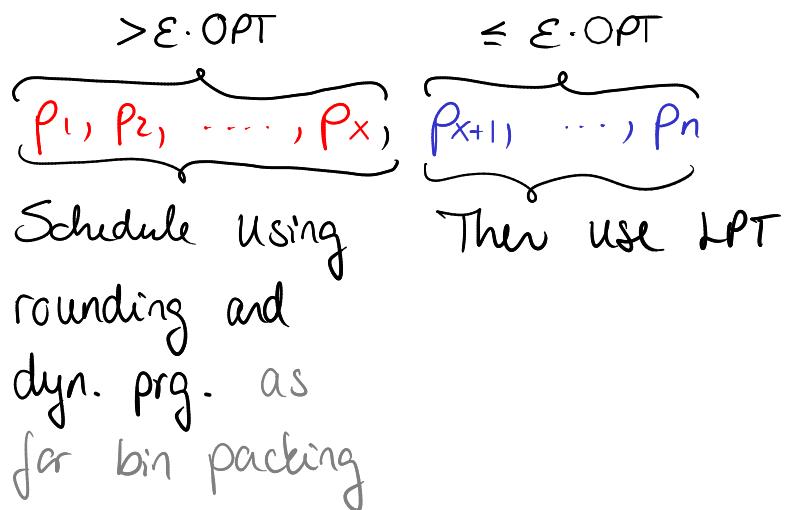 >ε·OPT ≤ ε·OPT
p1, p2, ....., px, px+1, ..., pn
Schedule using Then use LPT
rounding and
dyn. prg. as
for bin packing